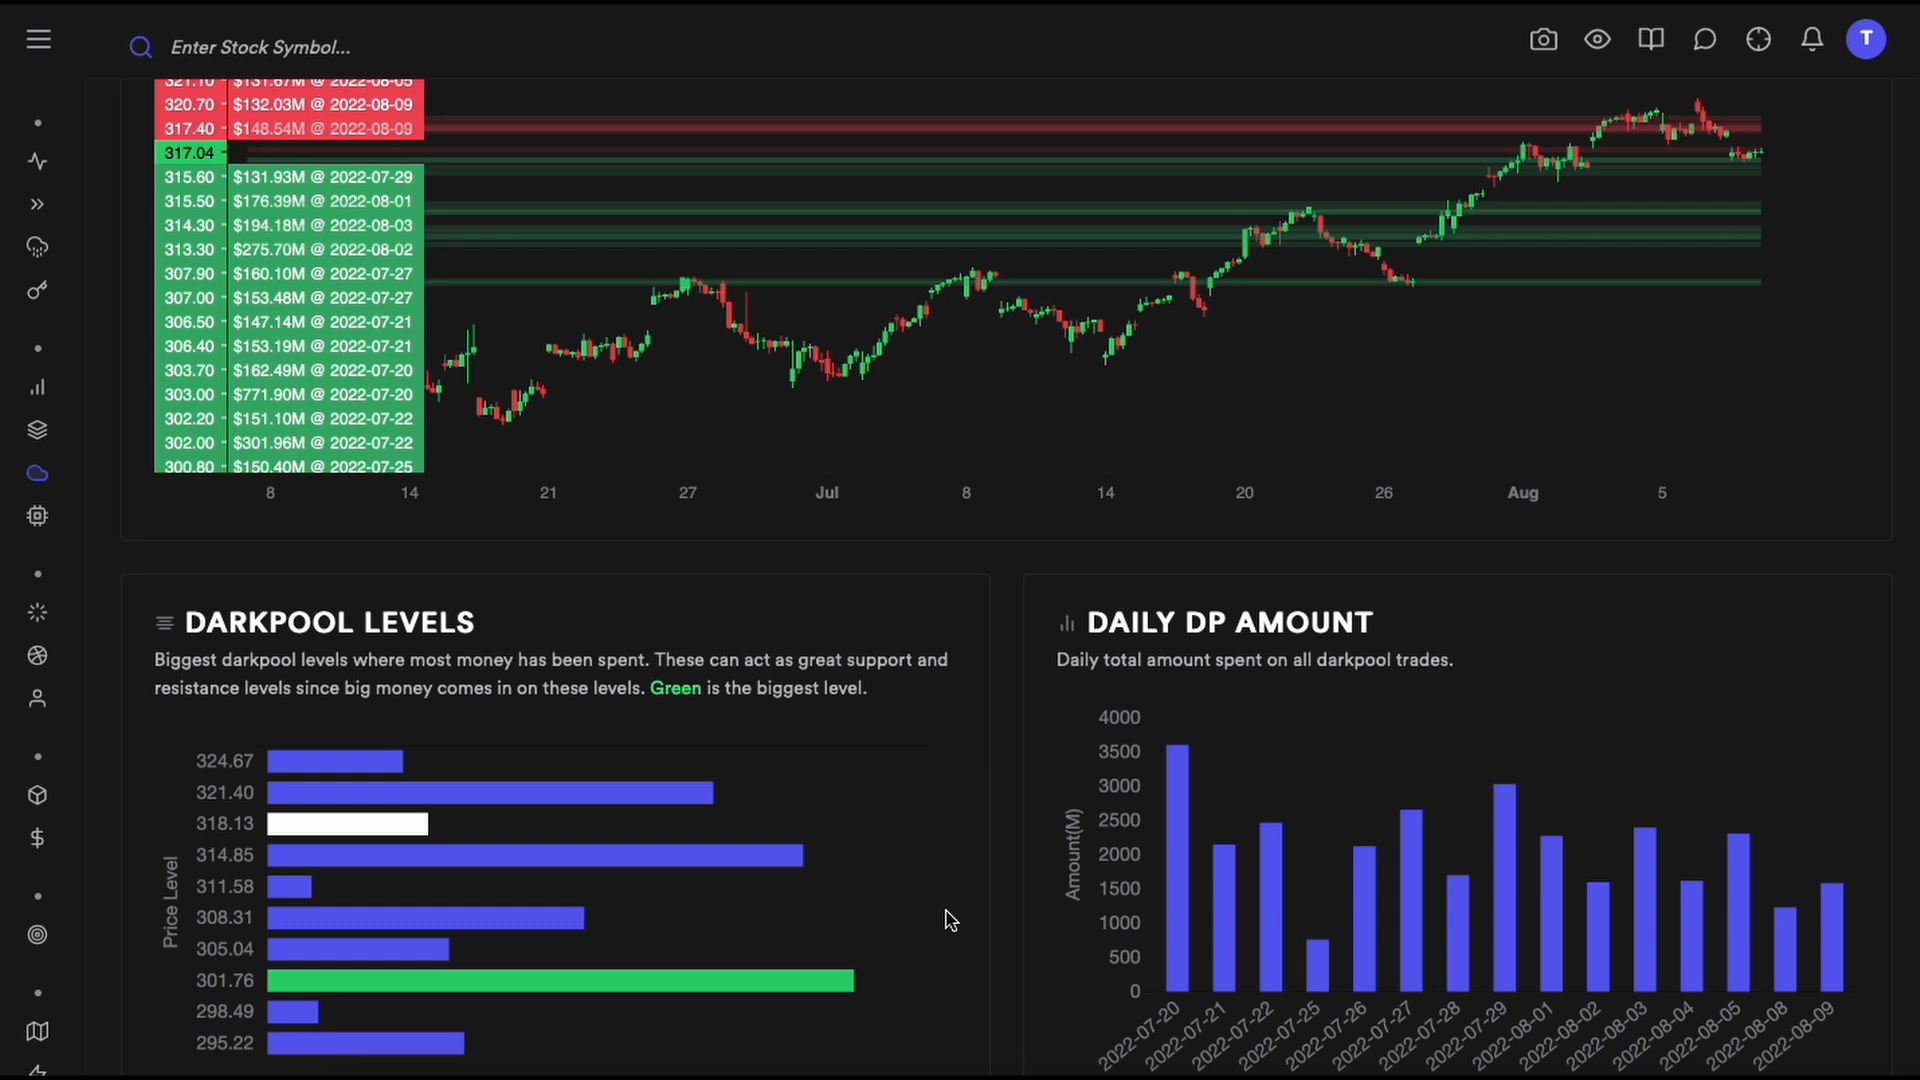 Enter Stock Symbol...
T
321.10 $131.67M @ 2022-08-05
320.70 $132.03M @ 2022-08-09
317.40 $148.54M @ 2022-08-09
317.04
315.60 $131.93M @ 2022-07-29
315.50 $176.39M @ 2022-08-01
314.30 $194.18M @ 2022-08-03
313.30 $275.70M @ 2022-08-02
307.90 $160.10M @ 2022-07-27
307.00 $153.48M @ 2022-07-27
306.50 $147.14M @ 2022-07-21
306.40 $153.19M @ 2022-07-21
303.70 $162.49M @ 2022-07-20
303.00 $771.90M @ 2022-07-20
302.20 $151.10M @ 2022-07-22
302.00 $301.96M @ 2022-07-22
300.80 $150.40M @ 2022-07-25
8 14 21 27 Jul 8 14 20 26 Aug 5
DARKPOOL LEVELS
Biggest darkpool levels where most money has been spent. These can act as great support and
resistance levels since big money comes in on these levels. Green is the biggest level.
Price Level
324.67
321.40
318.13
314.85
311.58
308.31
305.04
301.76
298.49
295.22
DAILY DP AMOUNT
Daily total amount spent on all darkpool trades.
Amount(M)
4000
3500
3000
2500
2000
1500
1000
500
0
2022-07-20
2022-07-21
2022-07-22
2022-07-25
2022-07-26
2022-07-27
2022-07-28
2022-07-29
2022-08-01
2022-08-02
2022-08-03
2022-08-04
2022-08-05
2022-08-08
2022-08-09